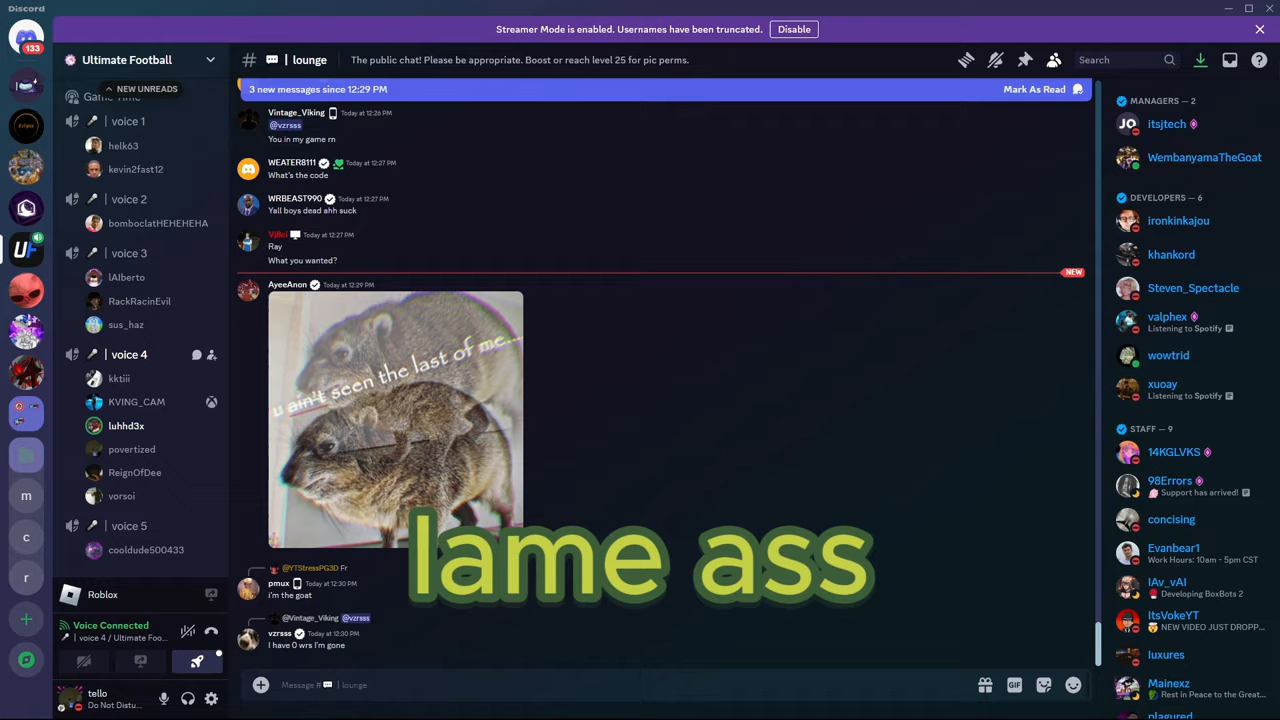 Discord
Streamer Mode is enabled. Usernames have been truncated.
Disable
133
Ultimate Football
lounge
The public chat! Please be appropriate. Boost or reach level 25 for pic perms.
Search
Game Time
NEW UNREADS
voice 1
helk63
kevin2fast12
voice 2
bomboclatHEHEHEHA
voice 3
lAlberto
RackRacinEvil
sus_haz
voice 4
kktiii
KVING_CAM
luhhd3x
povertized
ReignOfDee
vorsoi
voice 5
cooldude500433
Eclipse
UF
m
c
r
Roblox
Voice Connected
voice 4 / Ultimate Foo...
tello
Do Not Distu...
3 new messages since 12:29 PM
Mark As Read
Vintage_Viking Today at 12:26 PM
@vzrsss
You in my game rn
WEATER8111 Today at 12:27 PM
What's the code
WRBEAST990 Today at 12:27 PM
Yall boys dead ahh suck
Today at 12:27 PM
Ray
What you wanted?
NEW
AyeeAnon Today at 12:29 PM
u ain't seen the last of me...
lame ass
@YTStressPG3D Fr
pmux Today at 12:30 PM
i'm the goat
@Vintage_Viking @vzrsss
vzrsss Today at 12:30 PM
I have 0 wrs I'm gone
Message # lounge
GIF
MANAGERS — 2
JO
itsjtech
WembanyamaTheGoat
DEVELOPERS — 6
ironkinkajou
khankord
Steven_Spectacle
valphex
Listening to Spotify
wowtrid
xuoay
Listening to Spotify
STAFF — 9
14KGLVKS
98Errors
Support has arrived!
concising
Evanbear1
Work Hours: 10am - 5pm CST
lAv_vAl
Developing BoxBots 2
ItsVokeYT
NEW VIDEO JUST DROPP...
luxures
Mainexz
Rest in Peace to the Great...
plagured